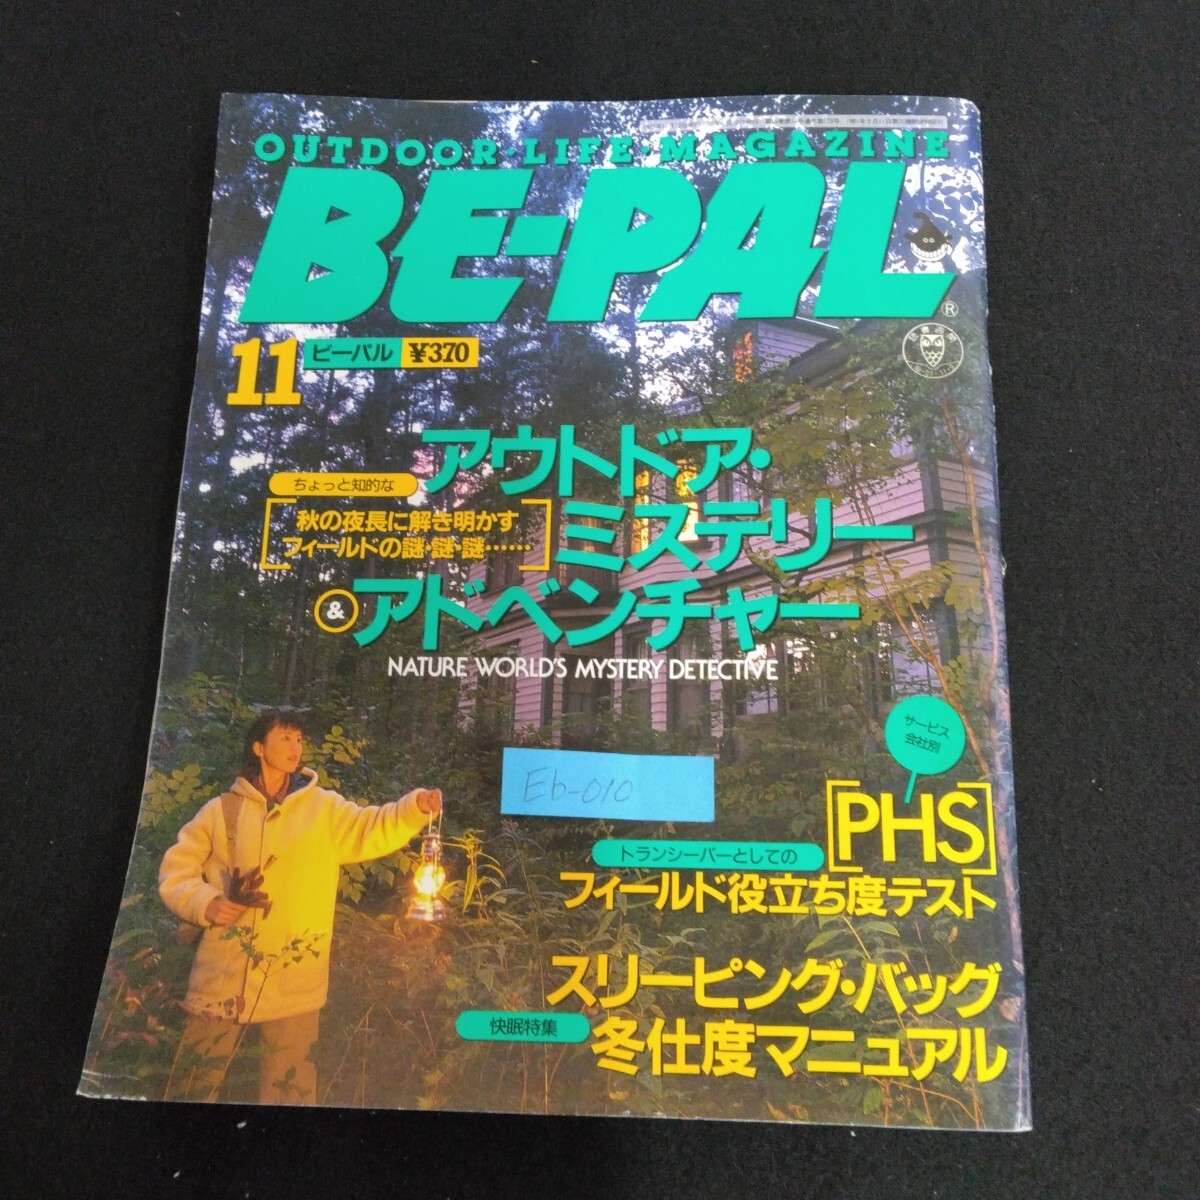 OUTDOOR・LIFE・MAGAZINE
BE-PAL
®
11
ビーパル ¥370
アウトドア・
ちょっと知的な
秋の夜長に解き明かす
フィールドの謎・謎・謎……
ミステリー
&アドベンチャー
NATURE WORLD'S MYSTERY DETECTIVE
サービス
会社別
Eb-010
[PHS]
トランシーバーとしての
フィールド役立ち度テスト
スリーピング・バッグ
快眠特集
冬仕度マニュアル